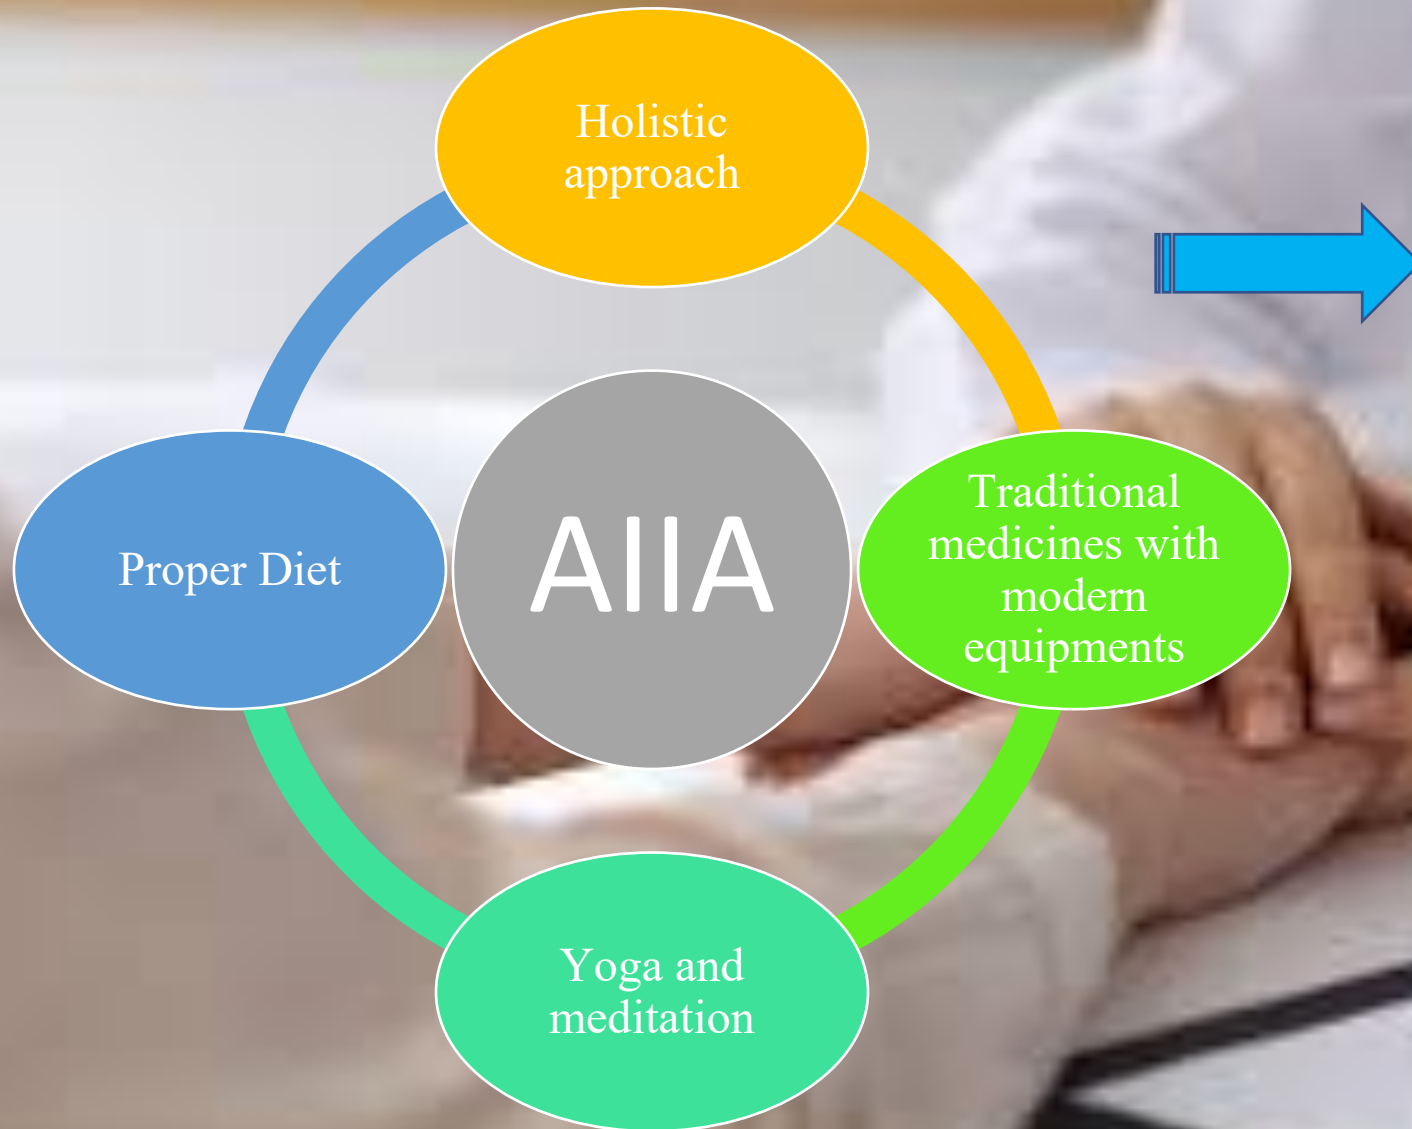 Holistic
approach
Proper Diet
AIIA
Traditional
medicines with
modern
equipments
Yoga and
meditation